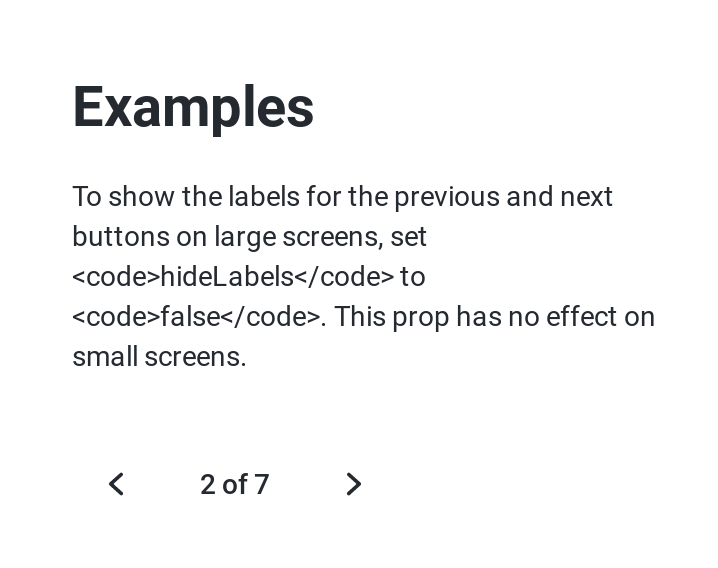 Examples
To show the labels for the previous and next
buttons on large screens, set
<code>hideLabels</code> to
<code>false</code>. This prop has no effect on
small screens.
2 of 7